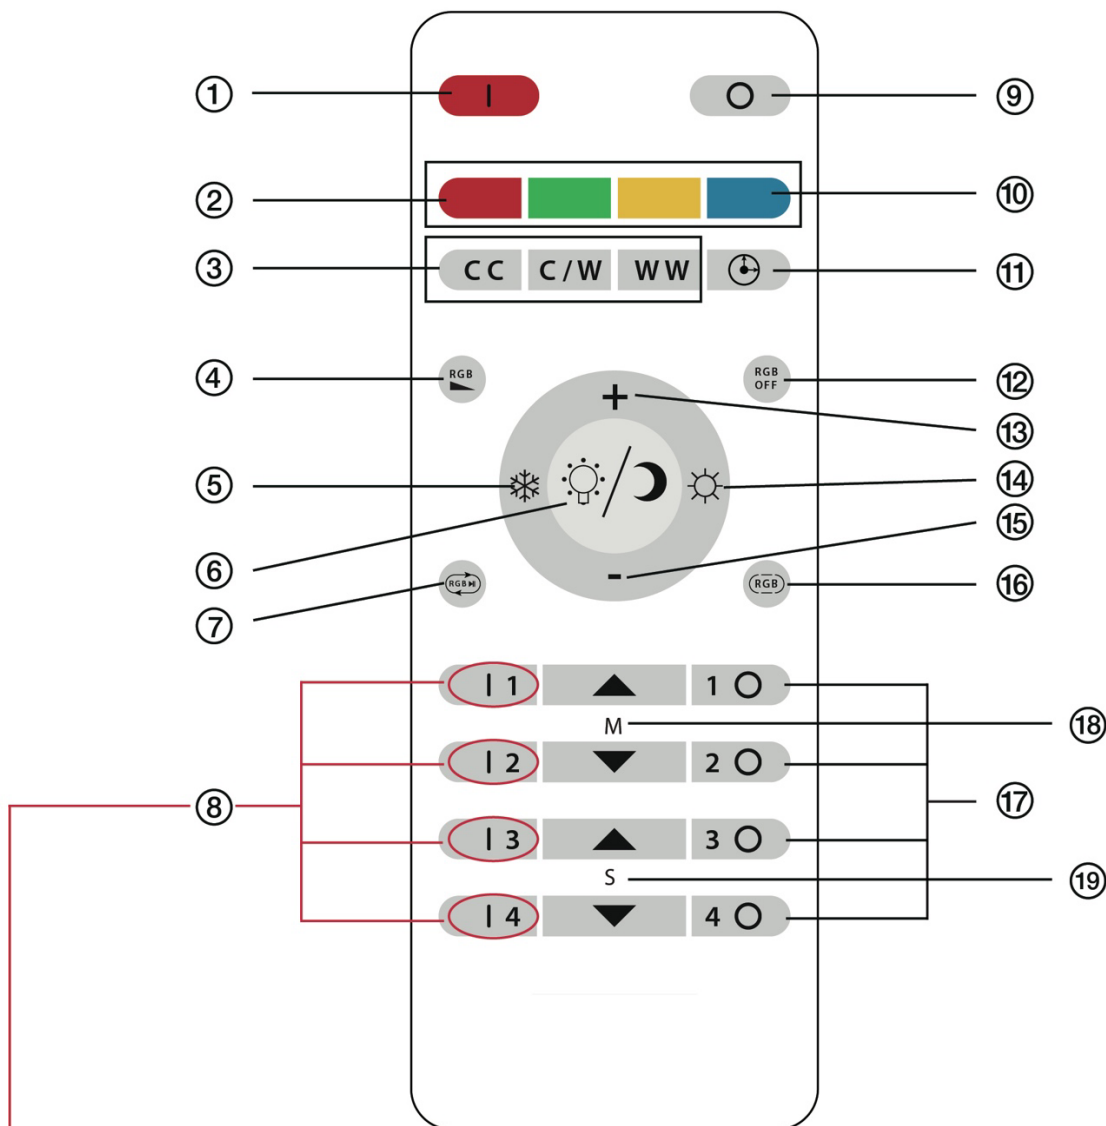 ① I O ⑨
② ⑩
③ CC C/W WW ⑪
④ RGB RGB OFF ⑫
+ ⑬
⑤ ⑭
/
⑥ - ⑮
⑦ RGB RGB ⑯
I 1 1 O
M ⑱
I 2 2 O
⑧ ⑰
I 3 3 O
S ⑲
I 4 4 O